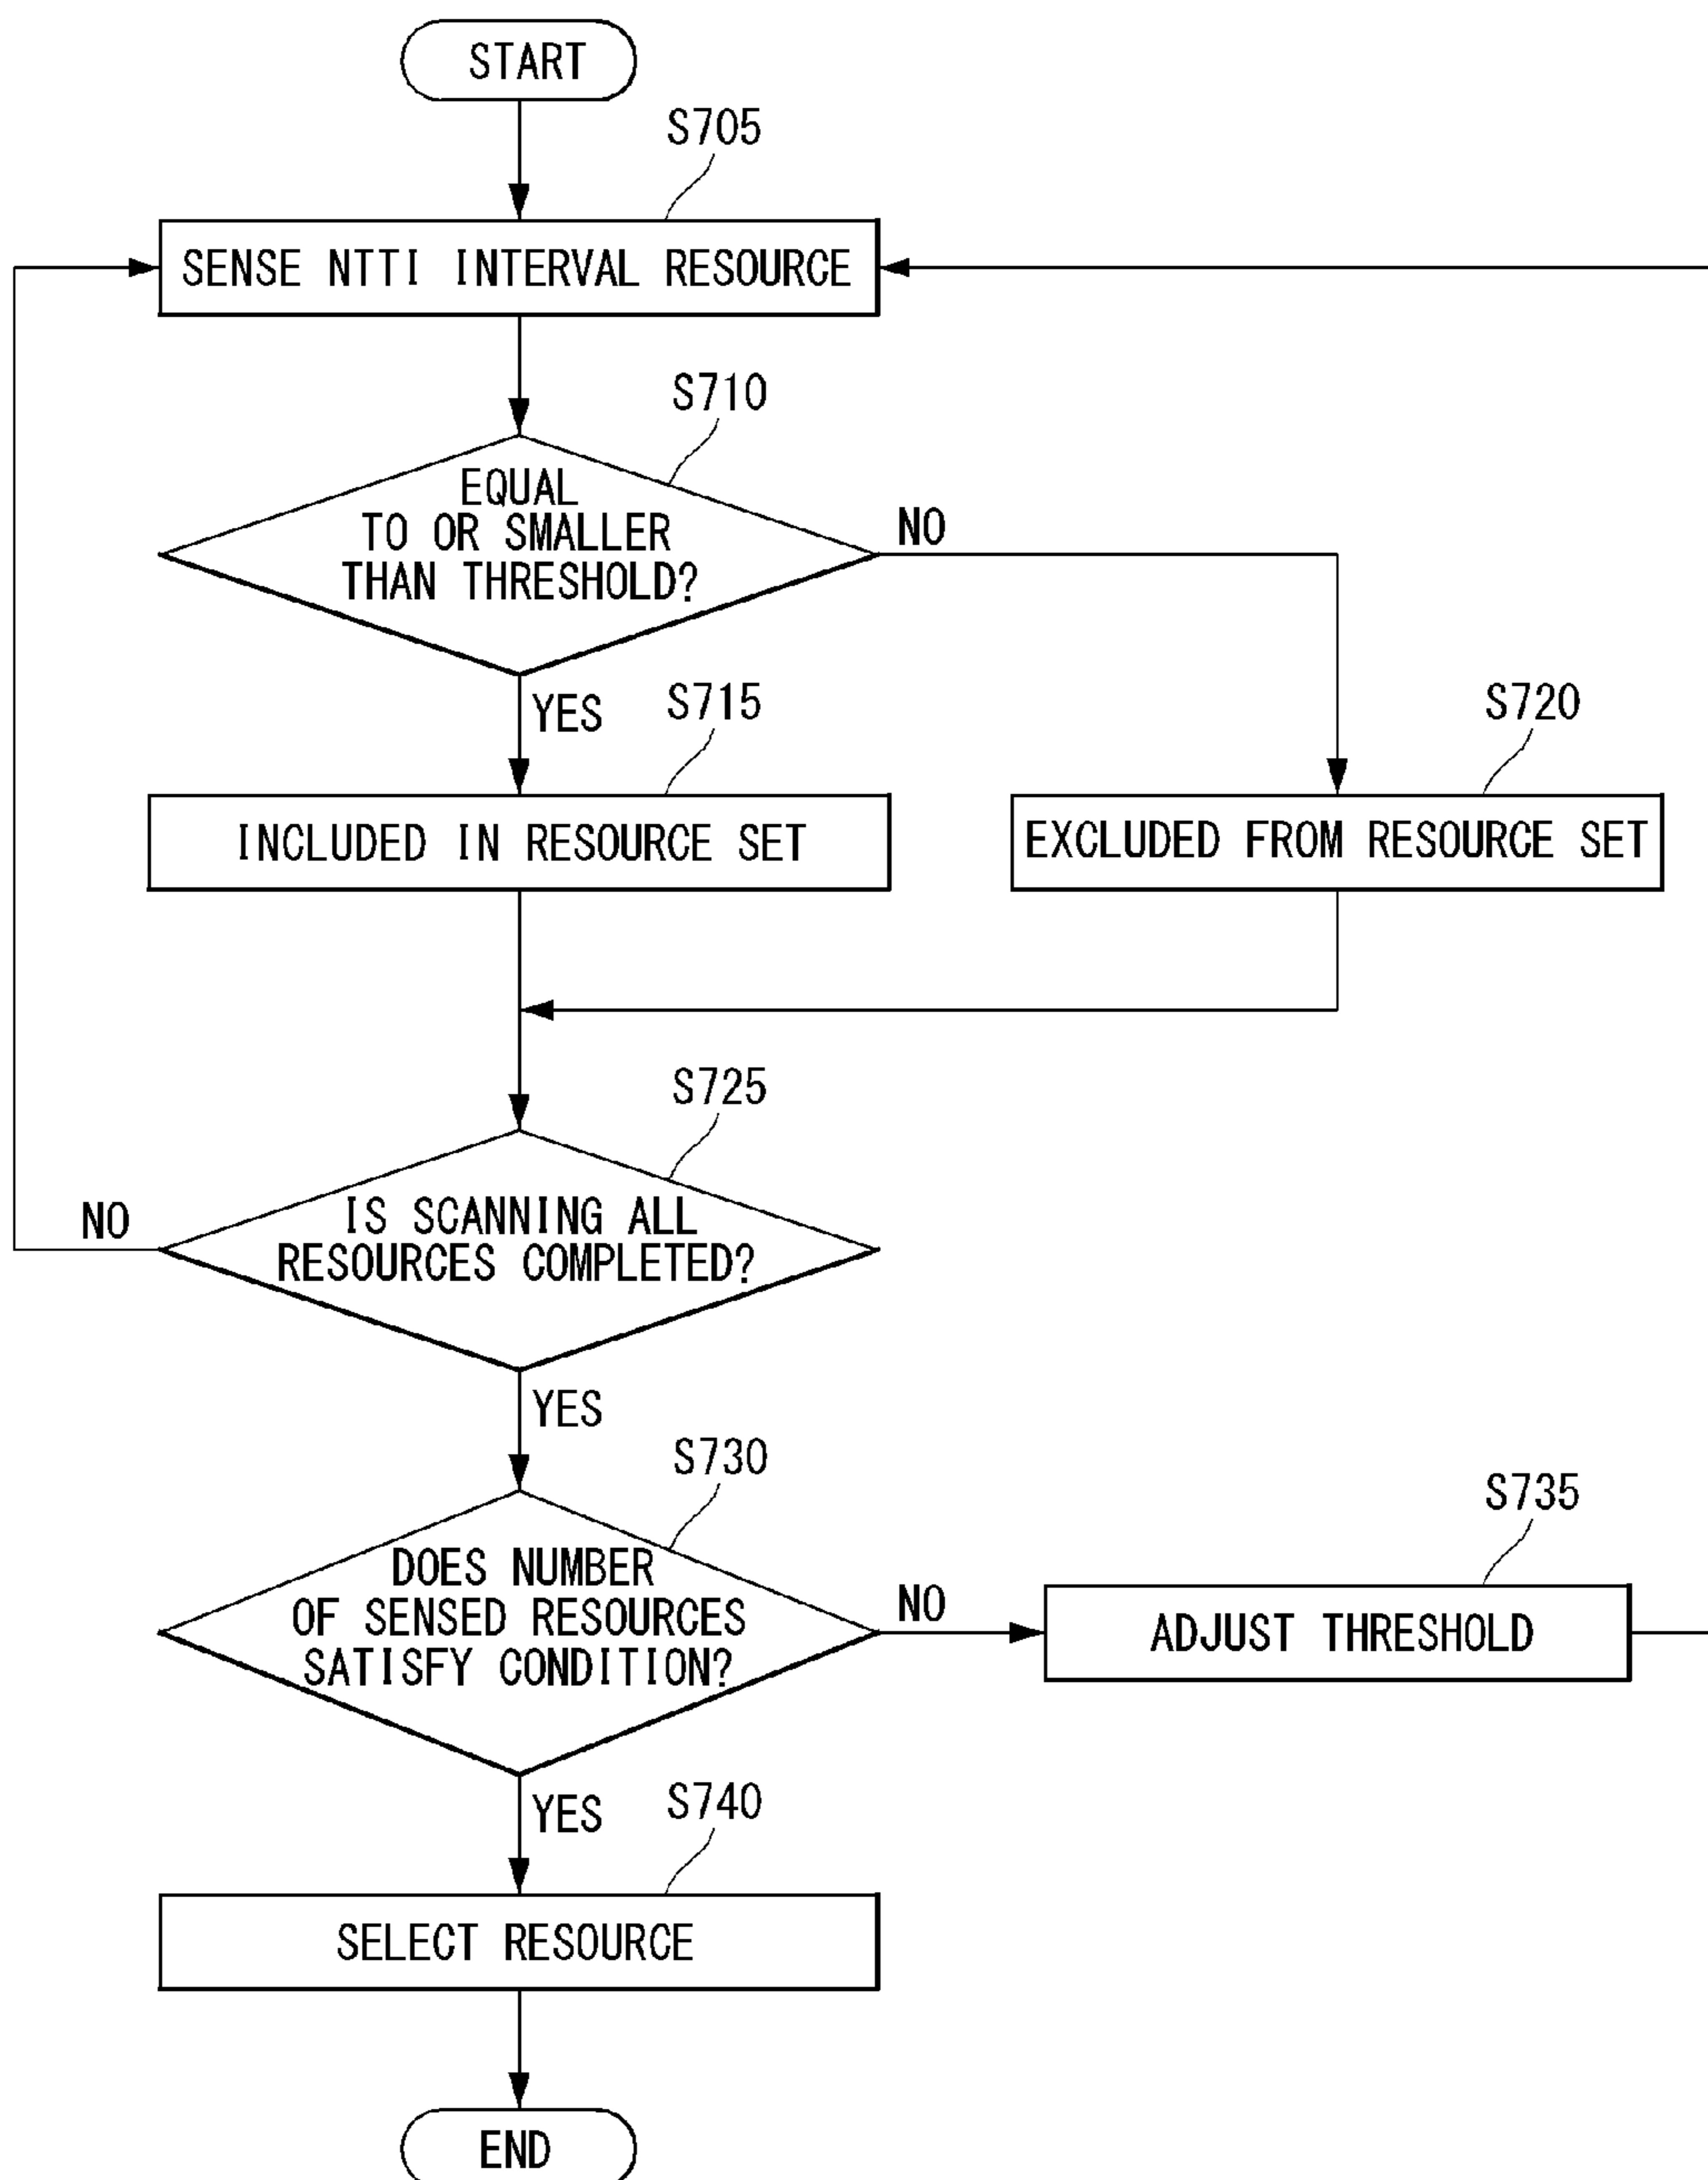 START
S705
SENSE NTTI INTERVAL RESOURCE
S710
EQUAL
TO OR SMALLER
THAN THRESHOLD?
NO
YES
S715
S720
INCLUDED IN RESOURCE SET
EXCLUDED FROM RESOURCE SET
S725
IS SCANNING ALL
RESOURCES COMPLETED?
NO
YES
S730
DOES NUMBER
OF SENSED RESOURCES
SATISFY CONDITION?
NO
S735
ADJUST THRESHOLD
YES
S740
SELECT RESOURCE
END